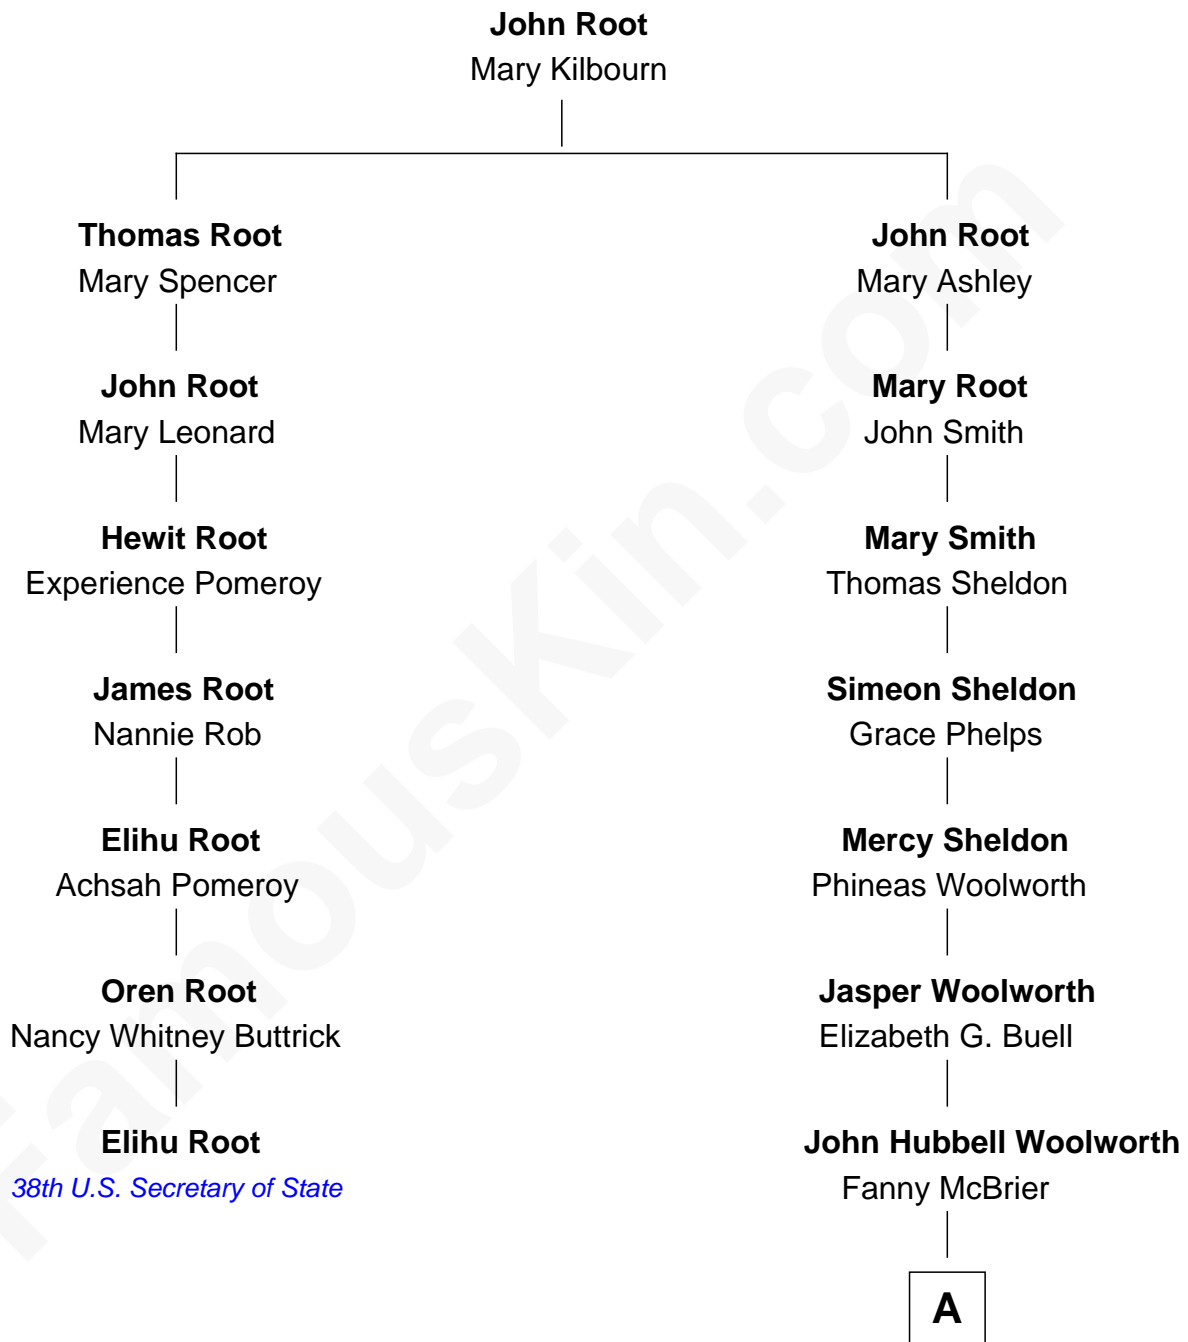 John Root
Mary Kilbourn
Thomas Root
Mary Spencer
John Root
Mary Leonard
Hewit Root
Experience Pomeroy
James Root
Nannie Rob
Elihu Root
Achsah Pomeroy
Oren Root
Nancy Whitney Buttrick
Elihu Root
38th U.S. Secretary of State
John Root
Mary Ashley
Mary Root
John Smith
Mary Smith
Thomas Sheldon
Simeon Sheldon
Grace Phelps
Mercy Sheldon
Phineas Woolworth
Jasper Woolworth
Elizabeth G. Buell
John Hubbell Woolworth
Fanny McBrier
A
FamousKin.com